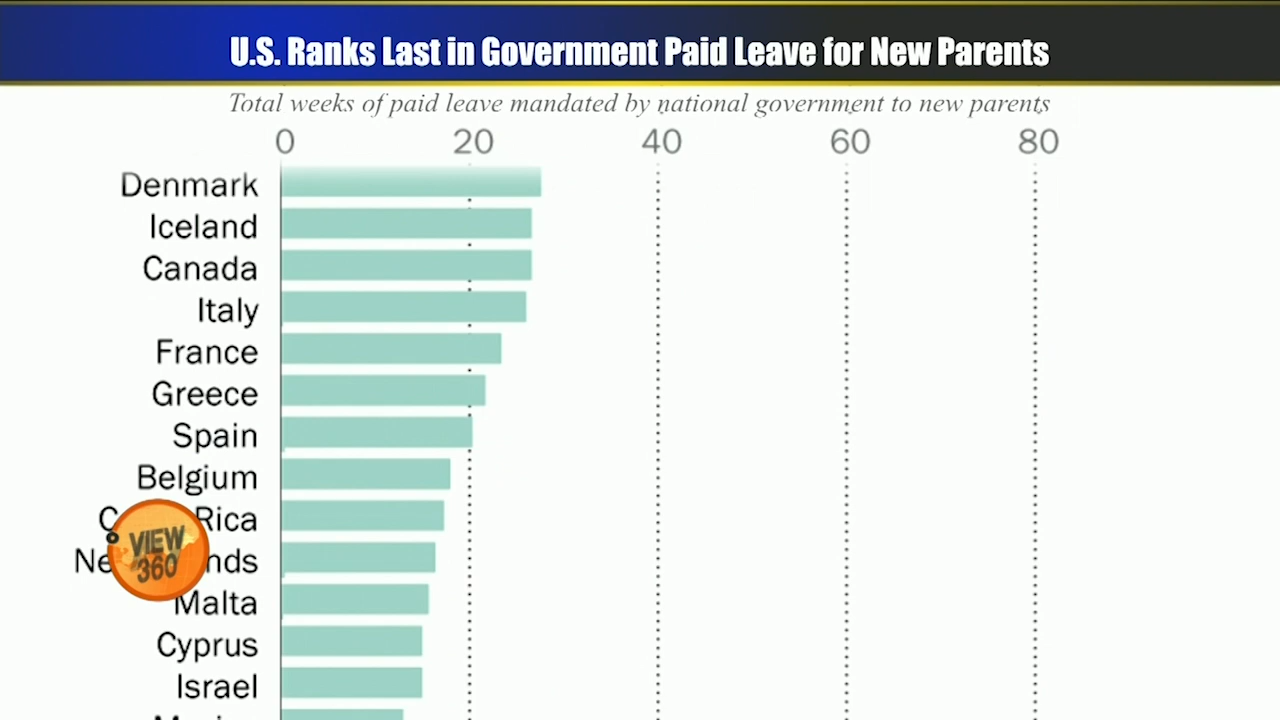 U.S. Ranks Last in Government Paid Leave for New Parents
Total weeks of paid leave mandated by national government to new parents
0 20 40 60 80
Denmark
Iceland
Canada
Italy
France
Greece
Spain
Belgium
Rica
VIEW
360
Malta
Cyprus
Israel